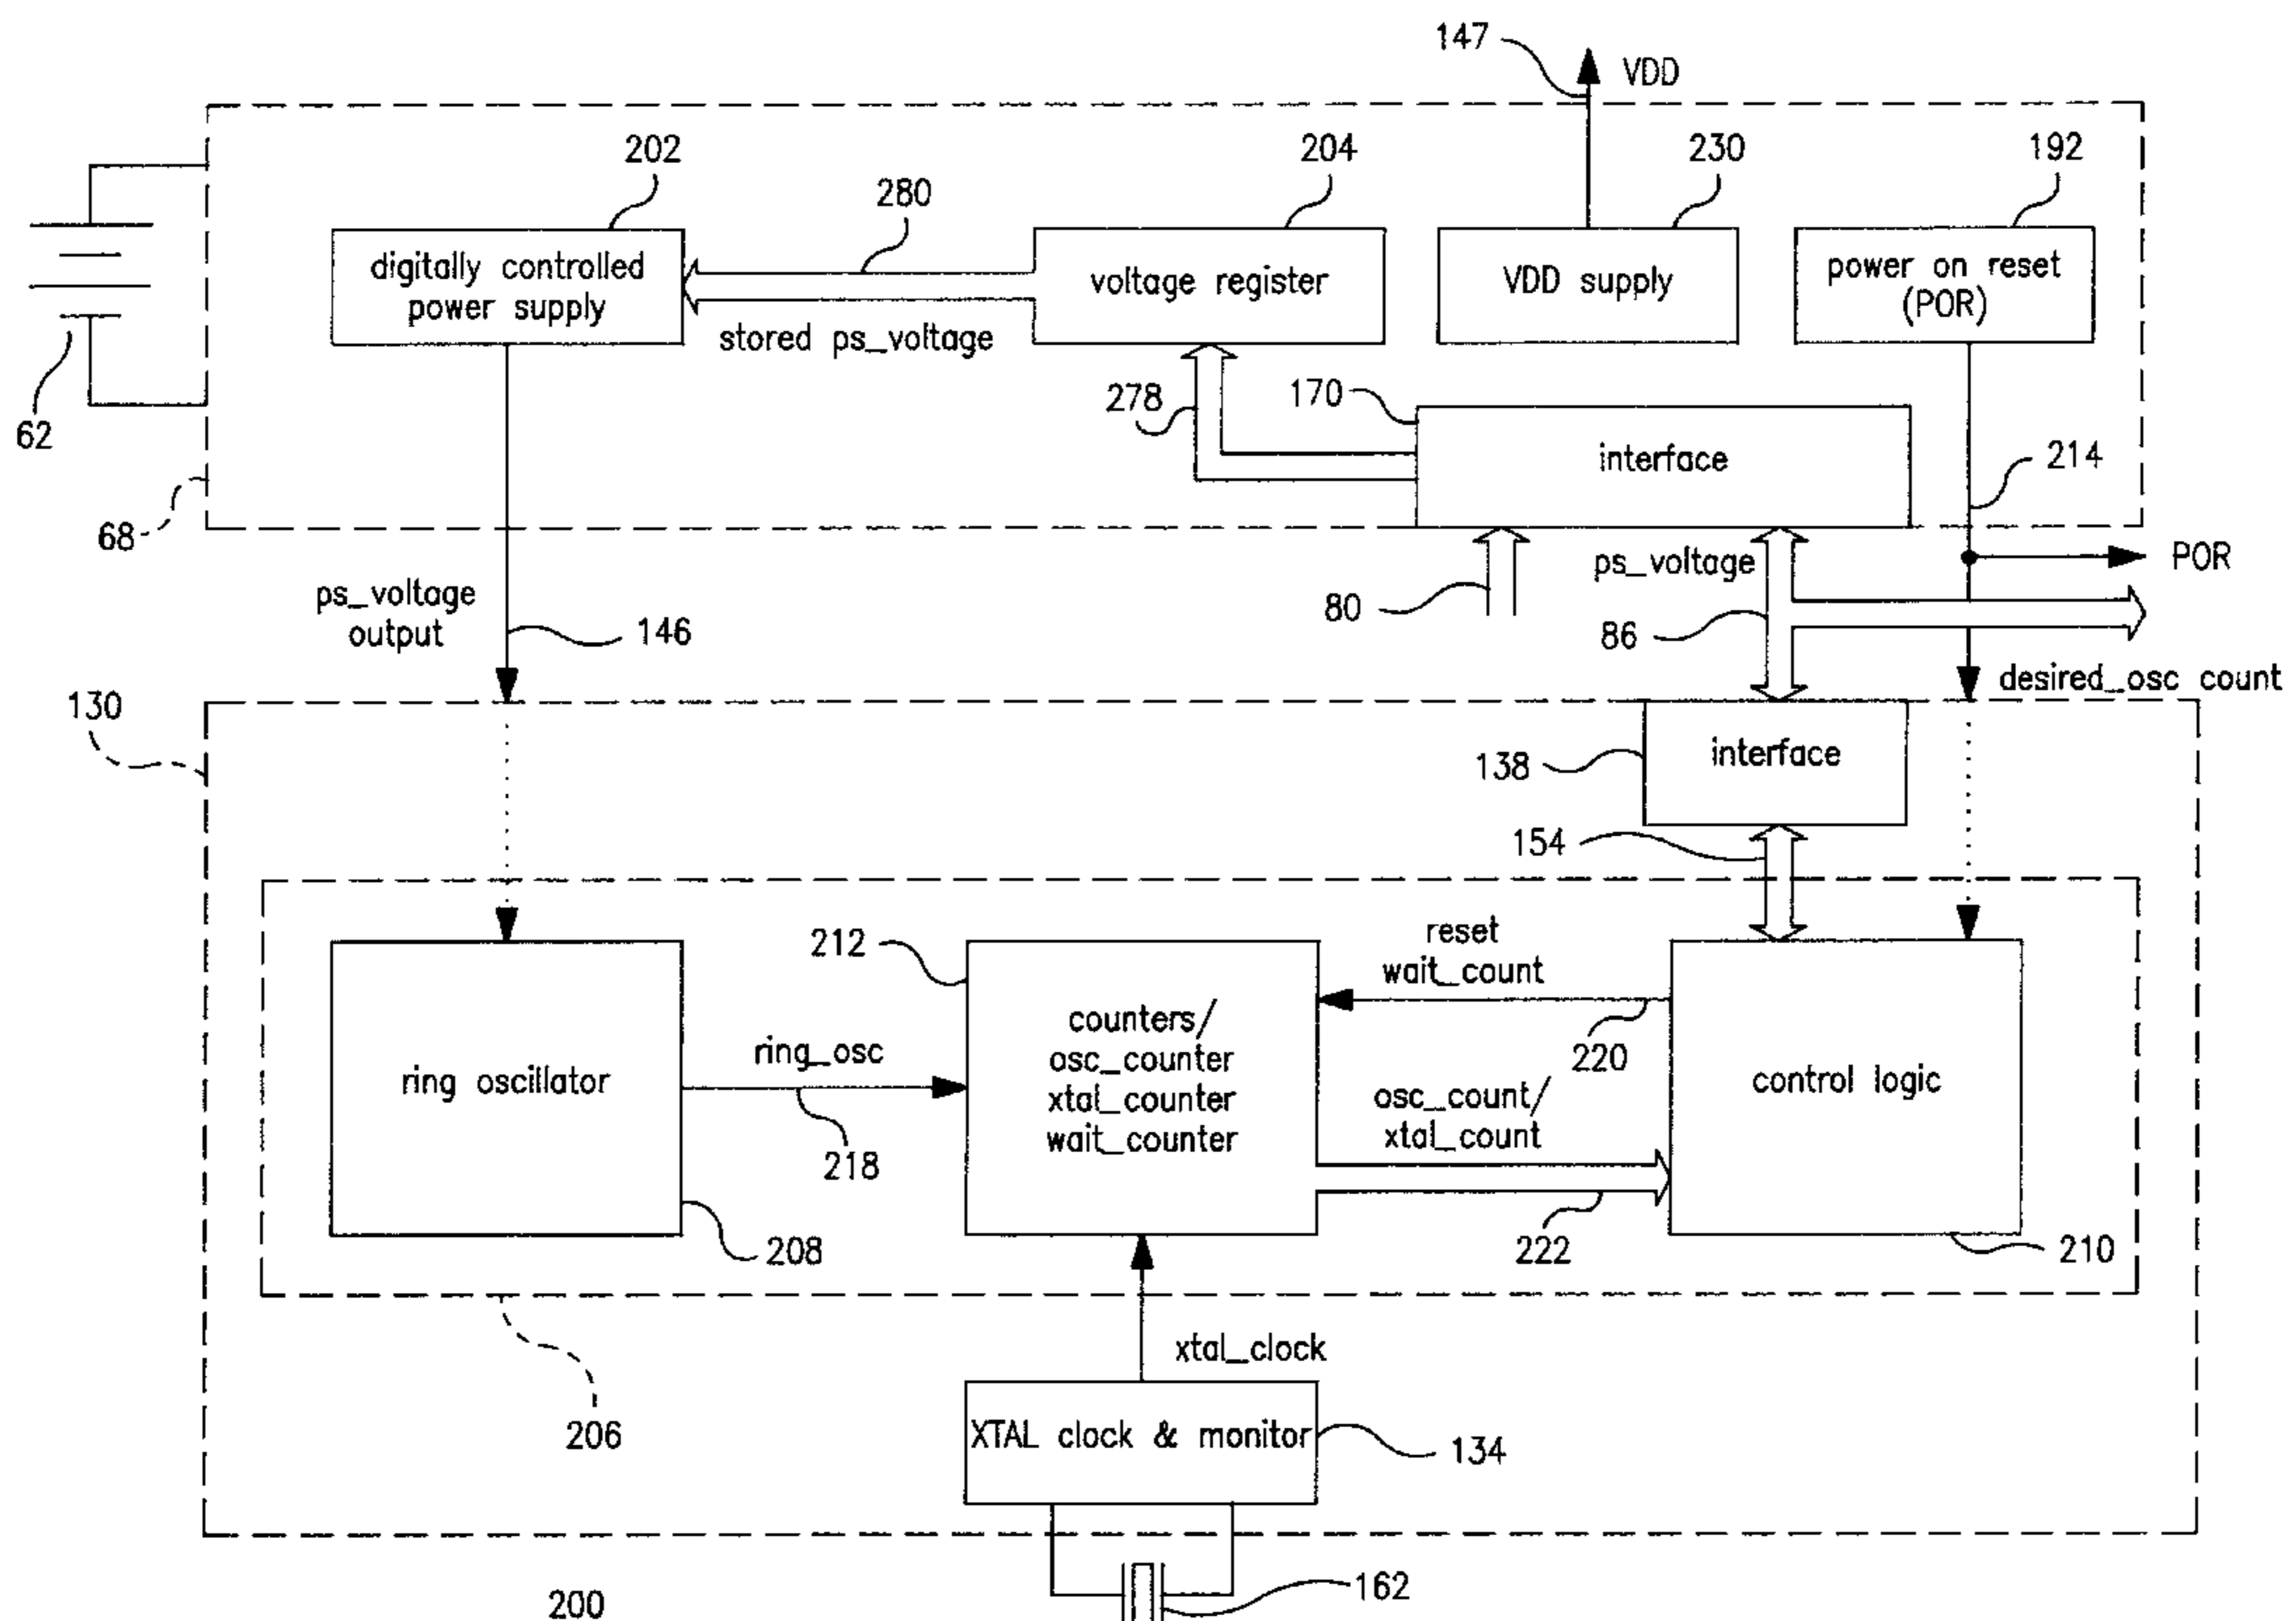 147
VDD
202
280
204
230
192
digitally controlled
power supply
voltage register
VDD supply
power on reset
(POR)
stored ps_voltage
278
170
interface
62
214
68
ps_voltage
POR
80
ps_voltage
output
146
86
desired_osc count
130
138
interface
154
212
reset
wait_count
counters/
osc_counter
xtal_counter
wait_counter
ring_osc
ring oscillator
220
control logic
osc_count/
xtal_count
218
208
222
210
xtal_clock
206
XTAL clock & monitor
134
162
200